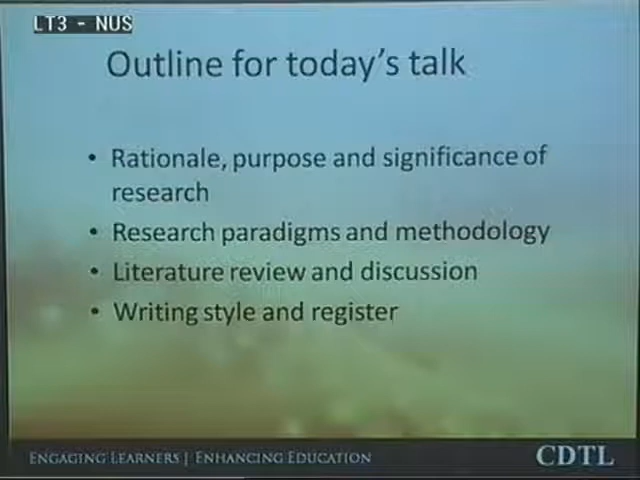 LT3 - NUS
Outline for today's talk
• Rationale, purpose and significance of
research
• Research paradigms and methodology
• Literature review and discussion
• Writing style and register
ENGAGING LEARNERS | ENHANCING EDUCATION
CDTL